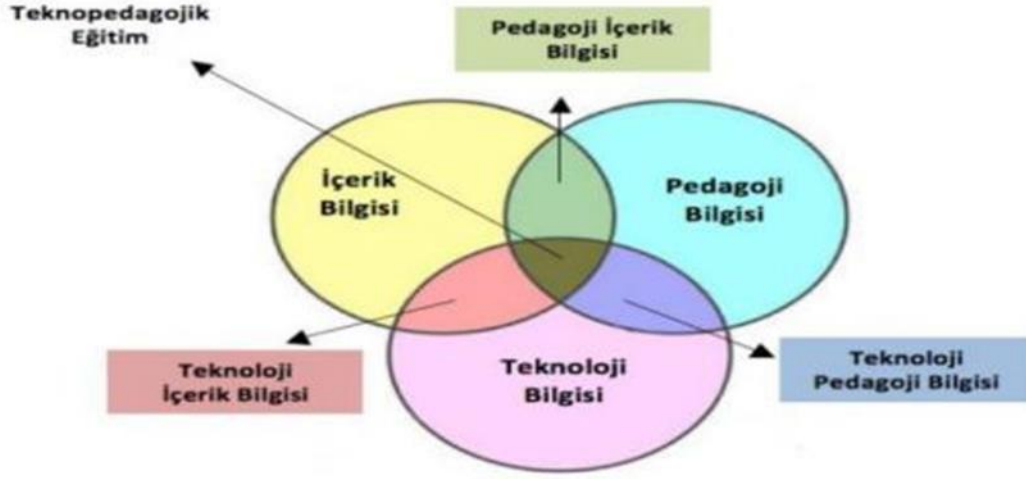 Teknopedagojik
Eğitim
Pedagoji İçerik
Bilgisi
İçerik
Bilgisi
Pedagoji
Bilgisi
Teknoloji
İçerik Bilgisi
Teknoloji
Bilgisi
Teknoloji
Pedagoji Bilgisi